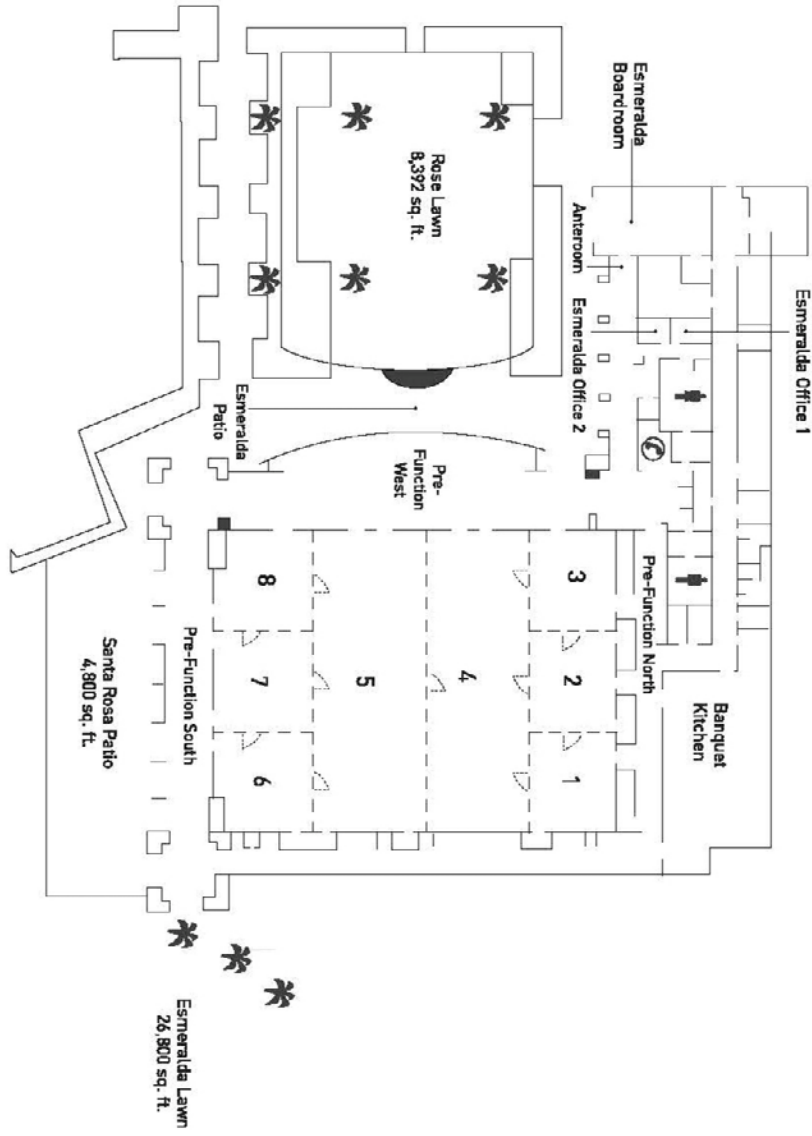 Esmeralda Office 1
Esmeralda
Boardroom
Anteroom
Esmeralda Office 2
Rose Lawn
8,392 sq. ft.
Esmeralda
Patio
Pre-
Function
West
Pre-Function North
Banquet
Kitchen
3
2
1
4
5
8
7
6
Pre-Function South
Santa Rosa Patio
4,800 sq. ft.
Esmeralda Lawn
26,800 sq. ft.